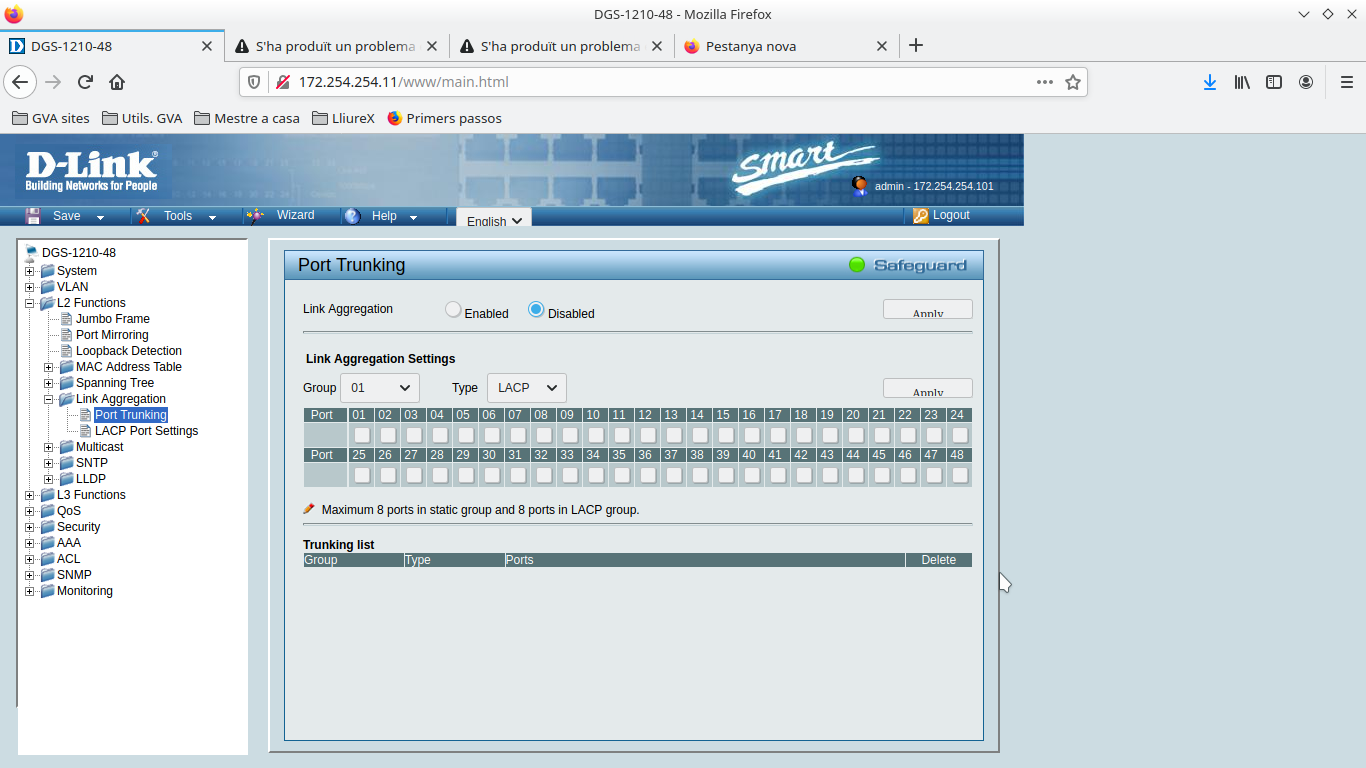 DGS-1210-48 - Mozilla Firefox
DGS-1210-48
S'ha produït un problema
S'ha produït un problema
Pestanya nova
172.254.254.11/www/main.html
GVA sites
Utils. GVA
Mestre a casa
LliureX
Primers passos
D-Link
Building Networks for People
smart
admin - 172.254.254.101
Save
Tools
Wizard
Help
English
Logout
DGS-1210-48
System
VLAN
L2 Functions
Jumbo Frame
Port Mirroring
Loopback Detection
MAC Address Table
Spanning Tree
Link Aggregation
Port Trunking
LACP Port Settings
Multicast
SNTP
LLDP
L3 Functions
QoS
Security
AAA
ACL
SNMP
Monitoring
Port Trunking
Safeguard
Link Aggregation Enabled Disabled Apply
Link Aggregation Settings
Group 01 Type LACP Apply
Port 01 02 03 04 05 06 07 08 09 10 11 12 13 14 15 16 17 18 19 20 21 22 23 24
Port 25 26 27 28 29 30 31 32 33 34 35 36 37 38 39 40 41 42 43 44 45 46 47 48
Maximum 8 ports in static group and 8 ports in LACP group.
Trunking list
Group Type Ports Delete